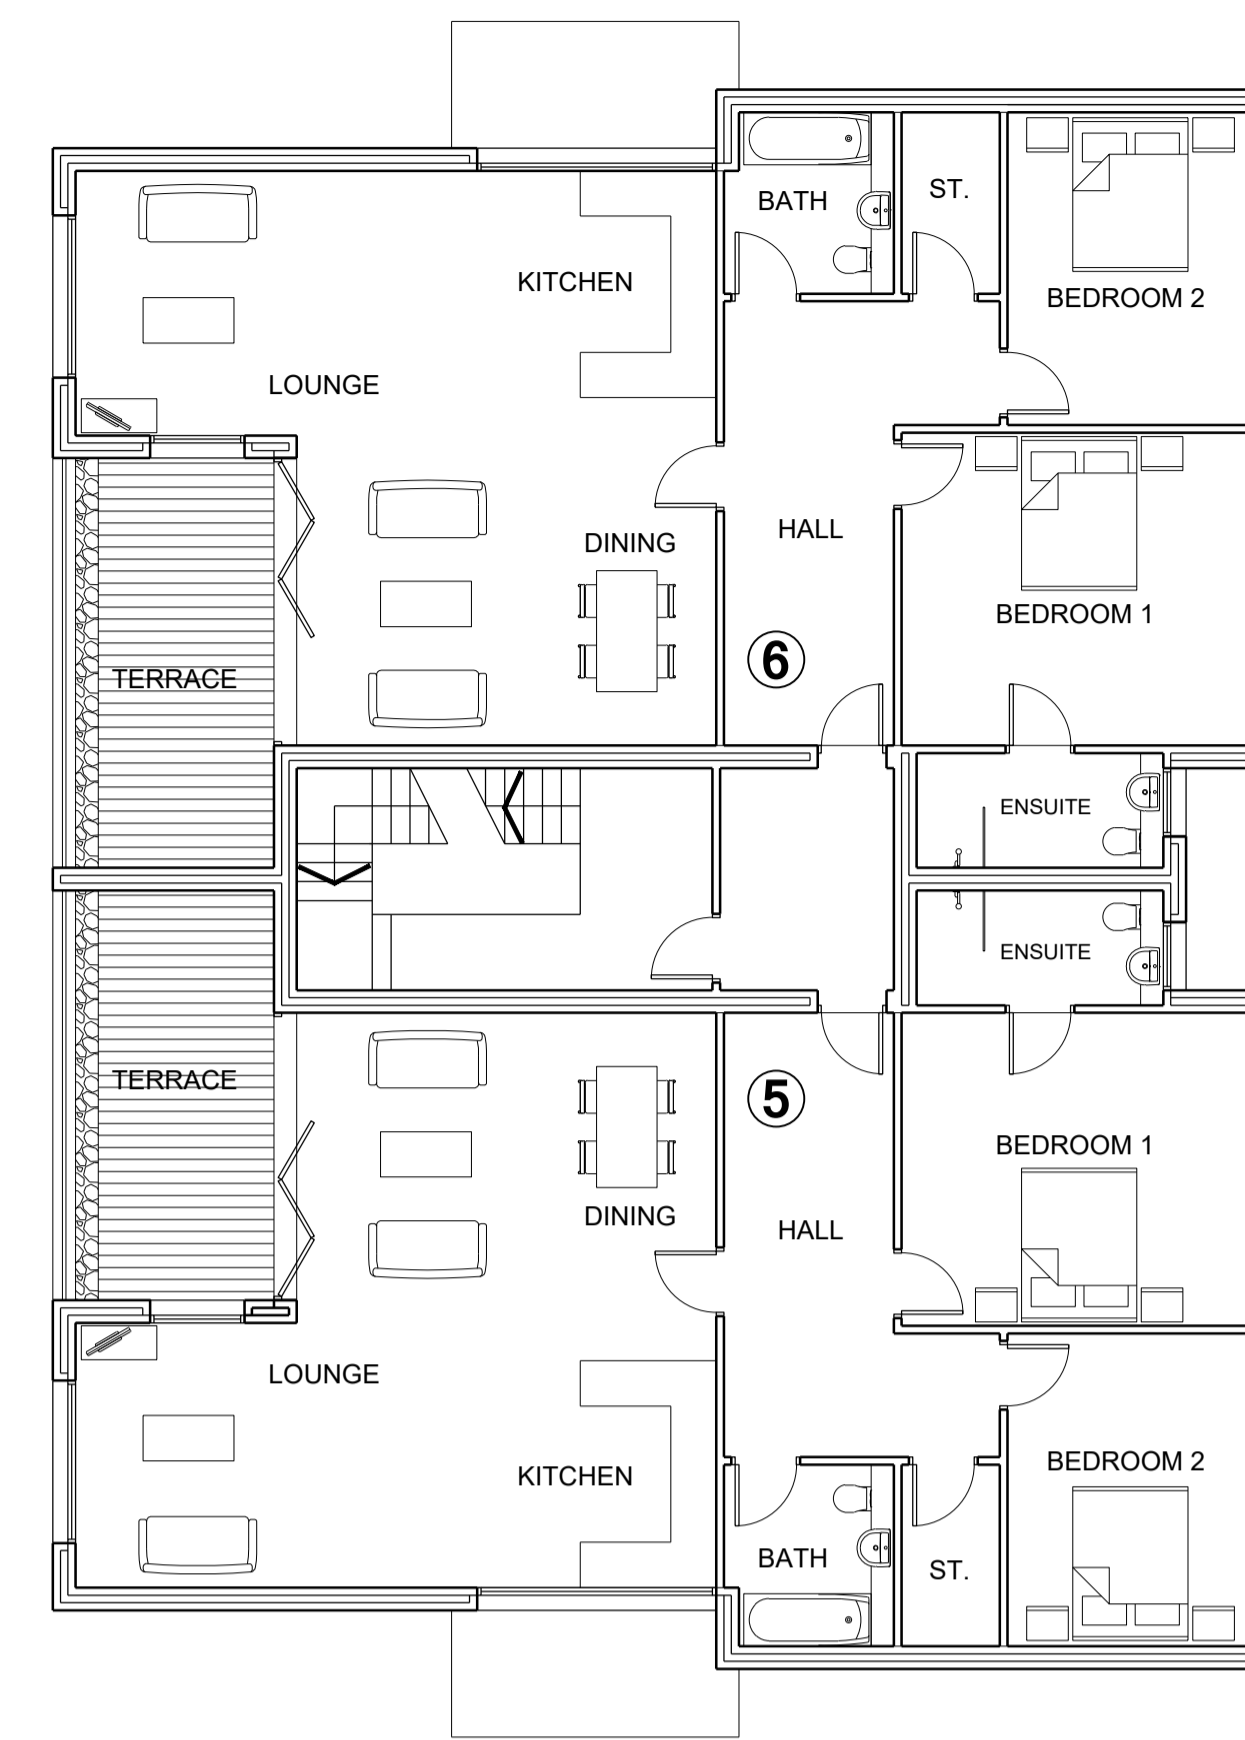 BATH
ST.
KITCHEN
BEDROOM 2
LOUNGE
HALL
DINING
BEDROOM 1
6
TERRACE
ENSUITE
ENSUITE
TERRACE
5
BEDROOM 1
DINING
HALL
LOUNGE
BEDROOM 2
KITCHEN
BATH
ST.